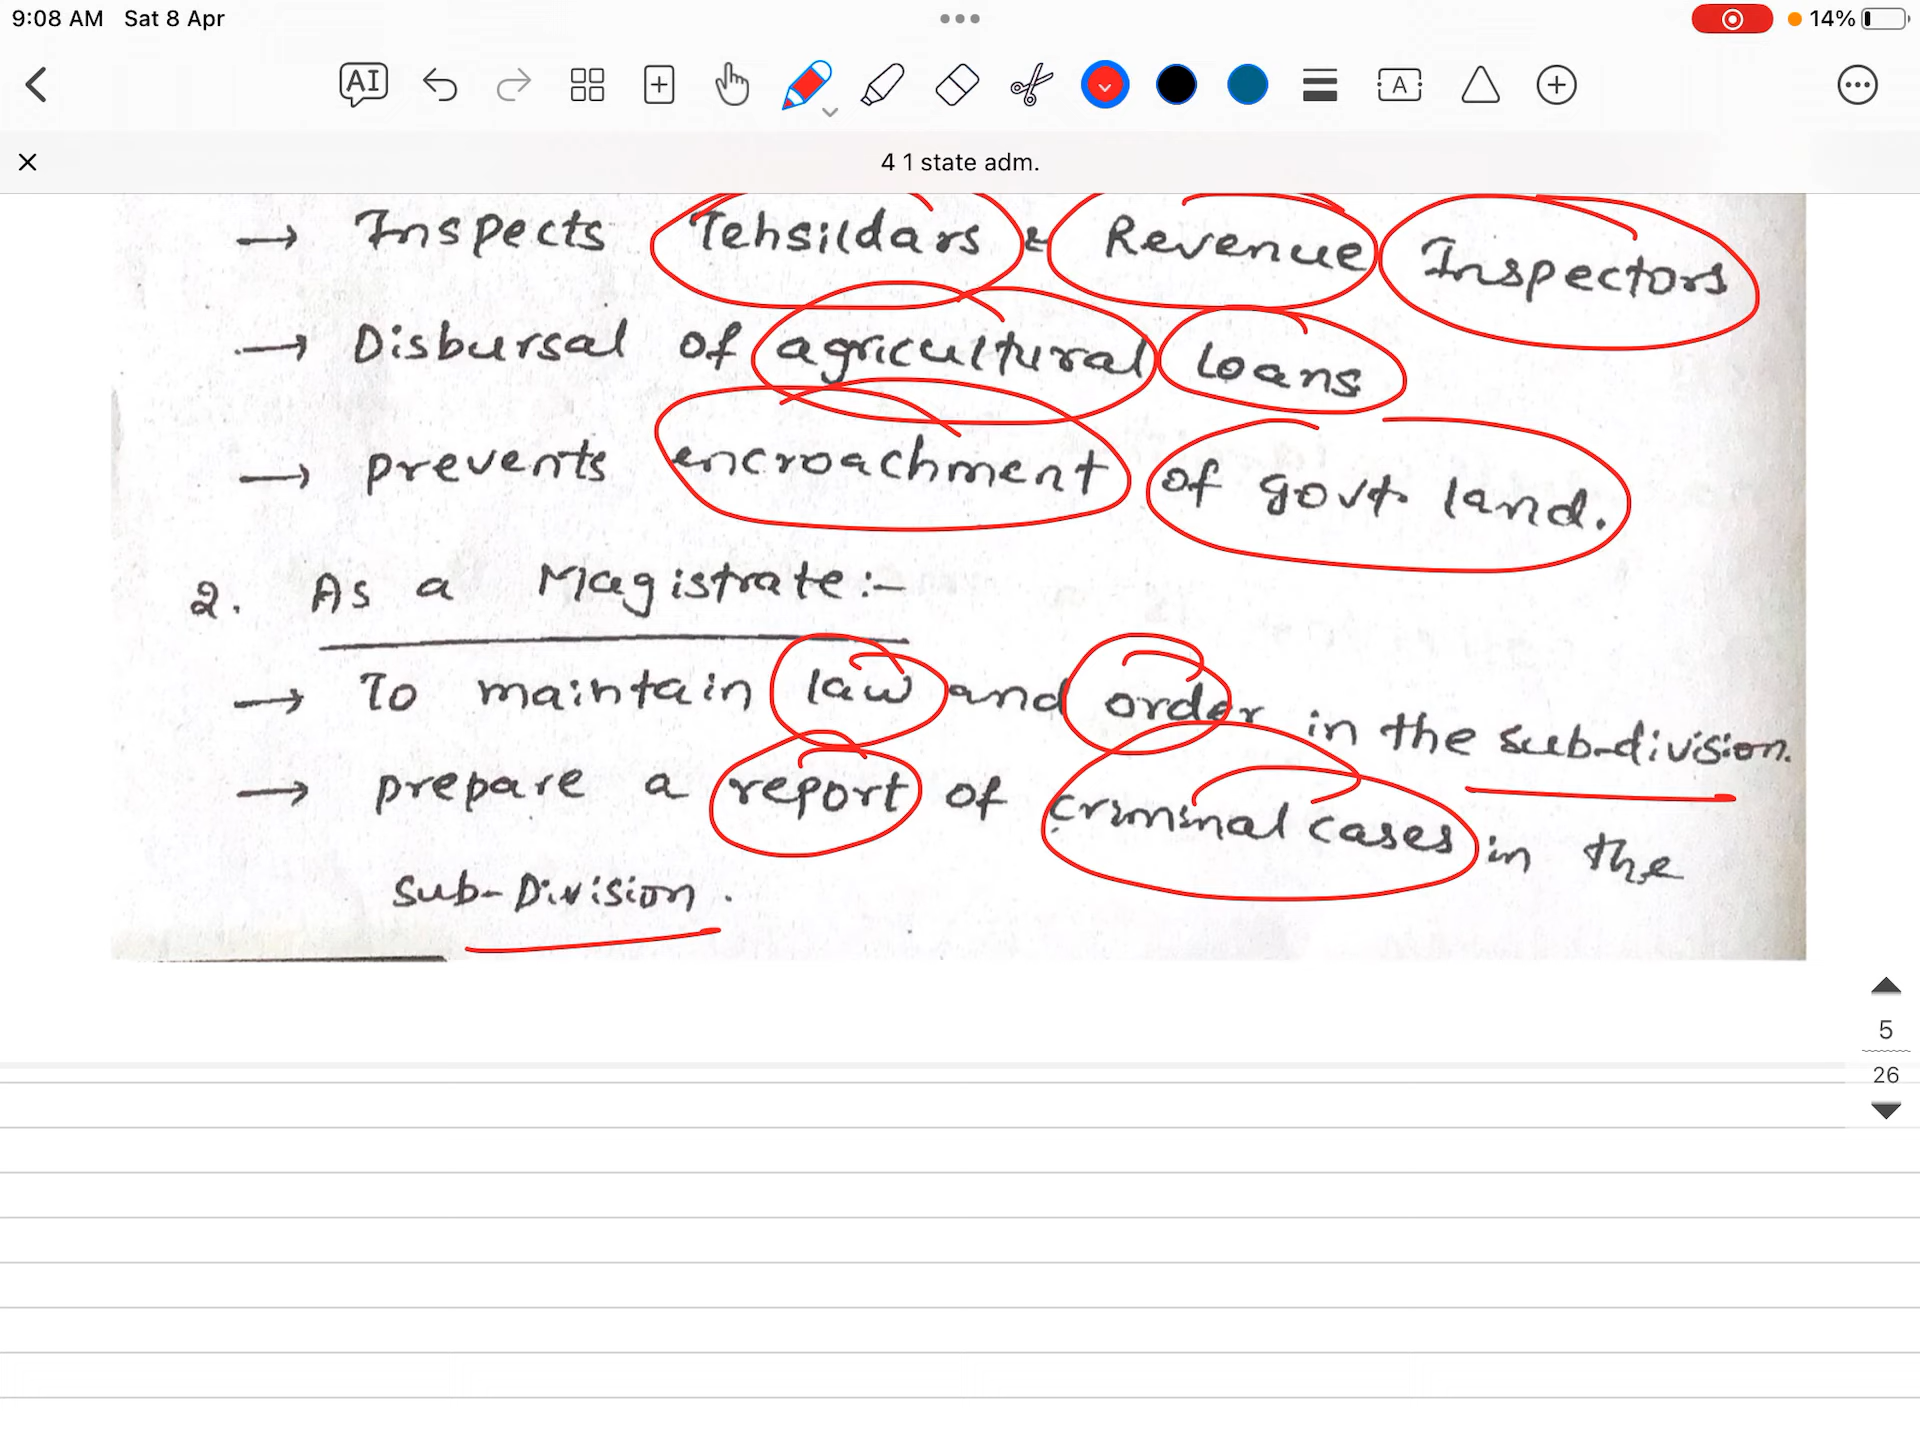 9:08 AM Sat 8 Apr
14%
AI
A
4 1 state adm.
→ Inspects Tehsildars & Revenue Inspectors
→ Disbursal of agricultural loans
→ prevents encroachment of govt. land.
2. As a Magistrate:-
→ To maintain law and order in the sub-division.
→ prepare a report of criminal cases in the
sub-Division.
5
26